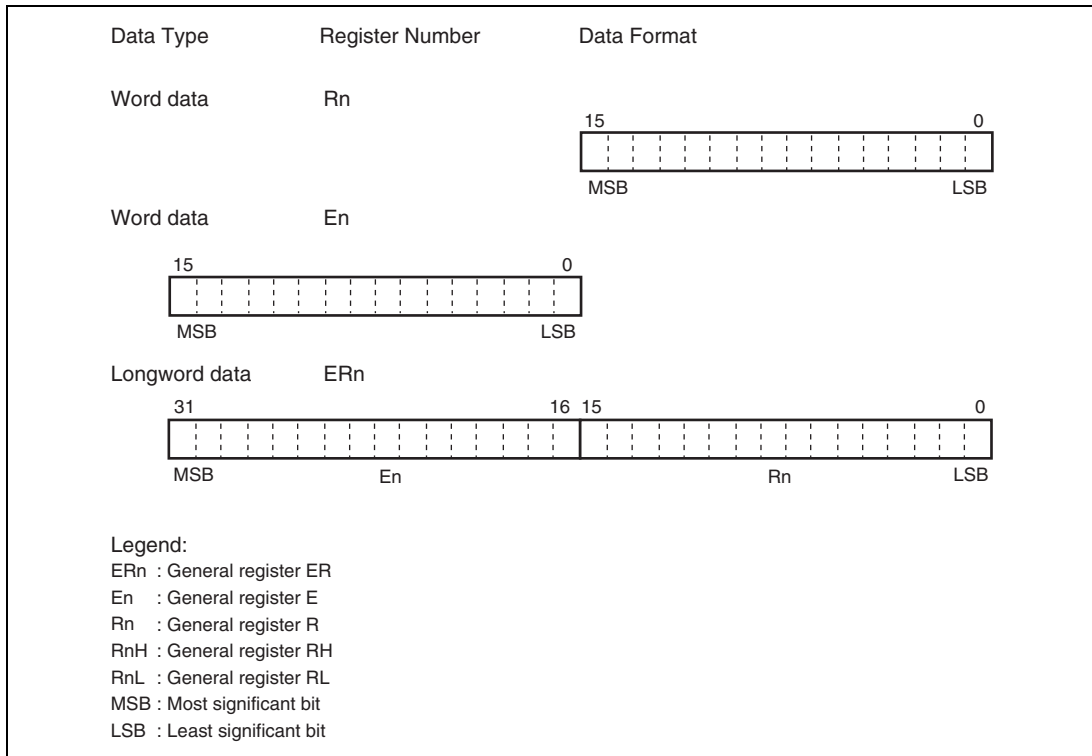 Data Type Register Number Data Format
Word data Rn
15 0
MSB LSB
Word data En
15 0
MSB LSB
Longword data ERn
31 16 15 0
MSB En Rn LSB
Legend:
ERn : General register ER
En : General register E
Rn : General register R
RnH : General register RH
RnL : General register RL
MSB : Most significant bit
LSB : Least significant bit